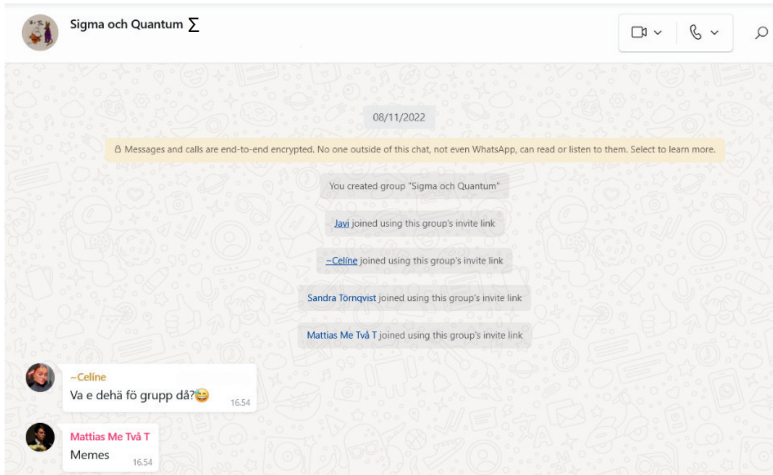 Sigma och Quantum ∑
08/11/2022
Messages and calls are end-to-end encrypted. No one outside of this chat, not even WhatsApp, can read or listen to them. Select to learn more.
You created group "Sigma och Quantum"
Javi joined using this group's invite link
~Celíne joined using this group's invite link
Sandra Törnqvist joined using this group's invite link
Mattias Me Två T joined using this group's invite link
~Celíne
Va e dehä fö grupp då?😅
16.54
Mattias Me Två T
Memes
16.54